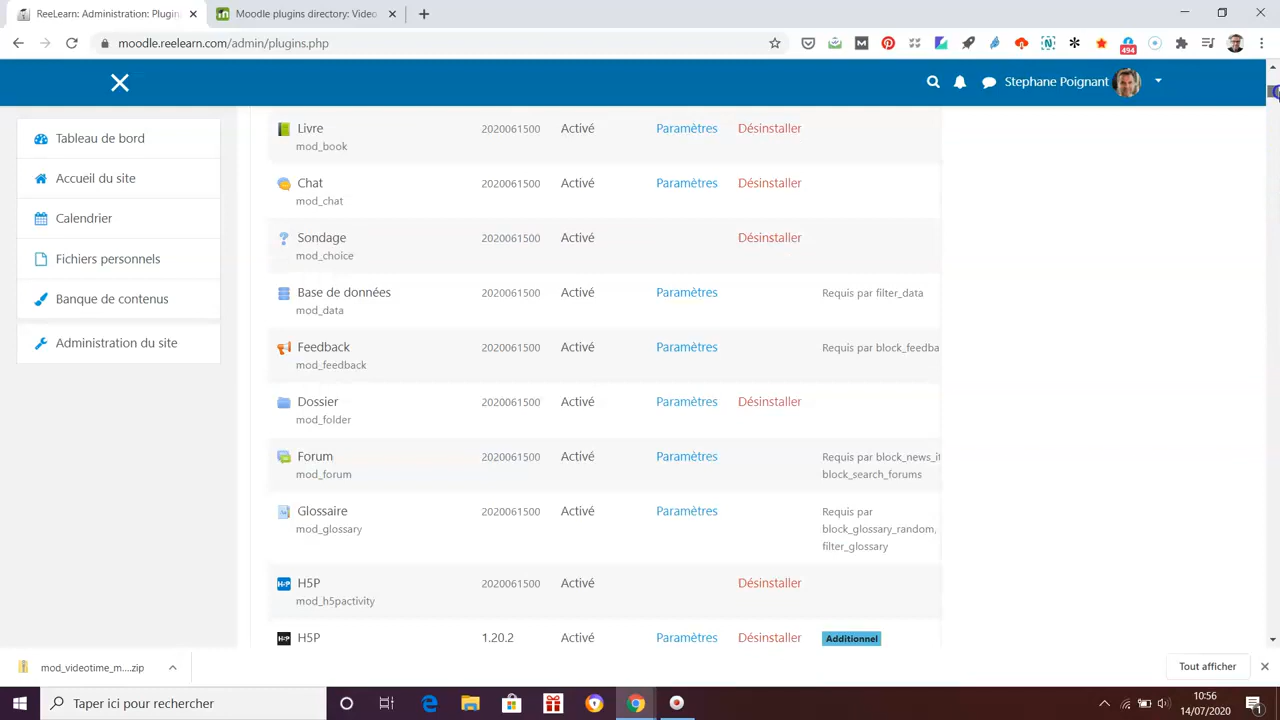 ReeLearn: Administration: Plugin
Moodle plugins directory: Video
moodle.reelearn.com/admin/plugins.php
494
Stephane Poignant
Tableau de bord
Accueil du site
Calendrier
Fichiers personnels
Banque de contenus
Administration du site
Livre 2020061500 Activé Paramètres Désinstaller
mod_book
Chat 2020061500 Activé Paramètres Désinstaller
mod_chat
Sondage 2020061500 Activé Désinstaller
mod_choice
Base de données 2020061500 Activé Paramètres Requis par filter_data
mod_data
Feedback 2020061500 Activé Paramètres Requis par block_feedba
mod_feedback
Dossier 2020061500 Activé Paramètres Désinstaller
mod_folder
Forum 2020061500 Activé Paramètres Requis par block_news_it
mod_forum block_search_forums
Glossaire 2020061500 Activé Paramètres Requis par
mod_glossary block_glossary_random,
filter_glossary
H5P 2020061500 Activé Désinstaller
mod_h5pactivity
H5P 1.20.2 Activé Paramètres Désinstaller Additionnel
mod_videotime_m....zip
Tout afficher
Taper ici pour rechercher
10:56
14/07/2020